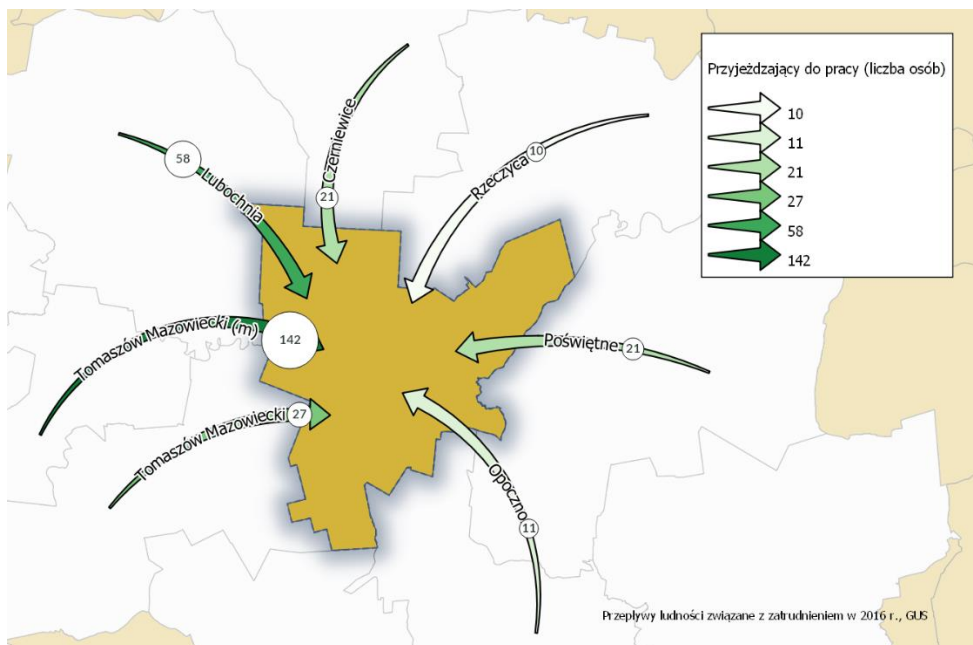 Przyjeżdzający do pracy (liczba osób)
10
11
21
27
58
142
Czerniewice
21
Rzeczyca
10
58
Lubochnia
Tomaszów Mazowiecki (m)
142
Poświętne
21
Tomaszów Mazowiecki
27
Opoczno
11
Przepływy ludności związane z zatrudnieniem w 2016 r., GUS